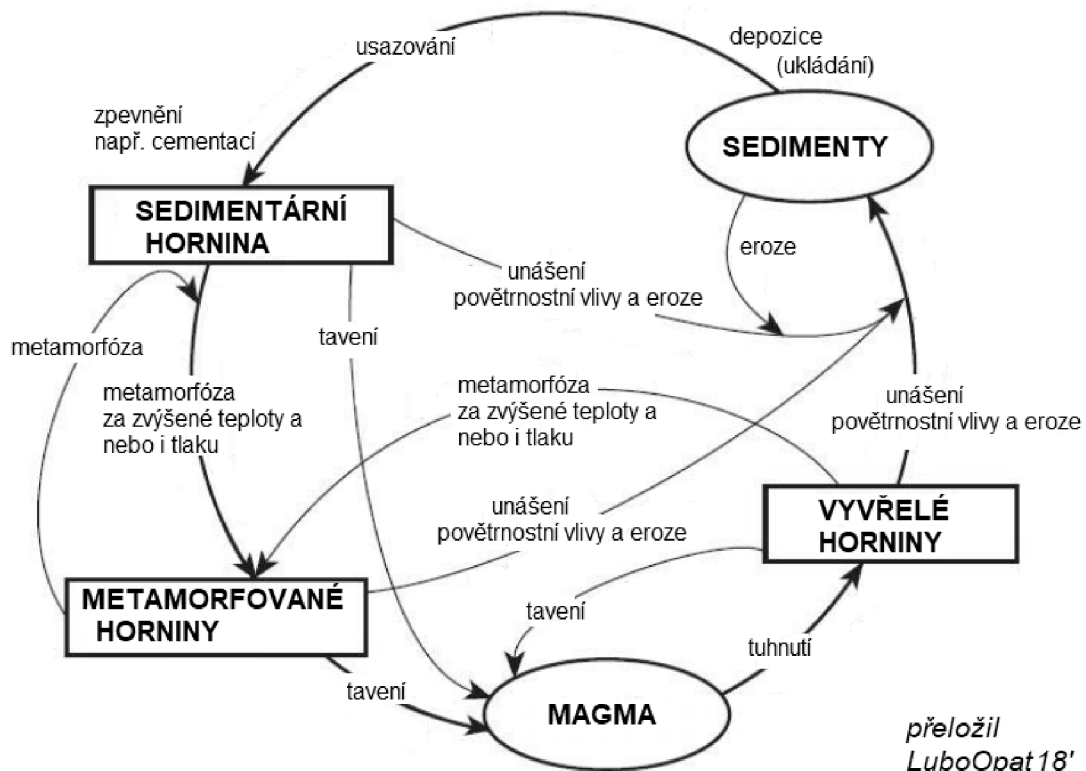 usazování
depozice
(ukládání)
zpevnění
např. cementací
SEDIMENTY
SEDIMENTÁRNÍ
HORNINA
eroze
unášení
povětrnostní vlivy a eroze
tavení
metamorfóza
metamorfóza
za zvýšené teploty a
nebo i tlaku
metamorfóza
za zvýšené teploty a
nebo i tlaku
unášení
povětrnostní vlivy a eroze
unášení
povětrnostní vlivy a eroze
VYVŘELÉ
HORNINY
METAMORFOVANÉ
HORNINY
tavení
tuhnutí
tavení
MAGMA
přeložil
LuboOpat 18'